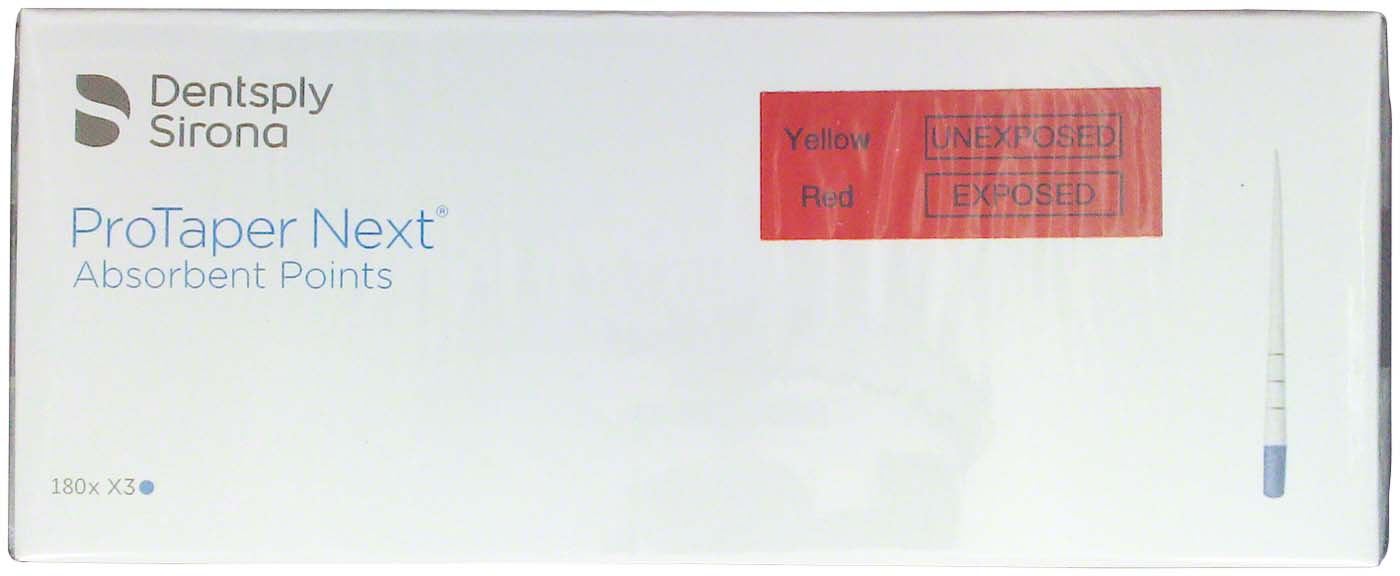 Dentsply
Sirona
ProTaper Next®
Absorbent Points
Yellow UNEXPOSED
Red EXPOSED
180x X3